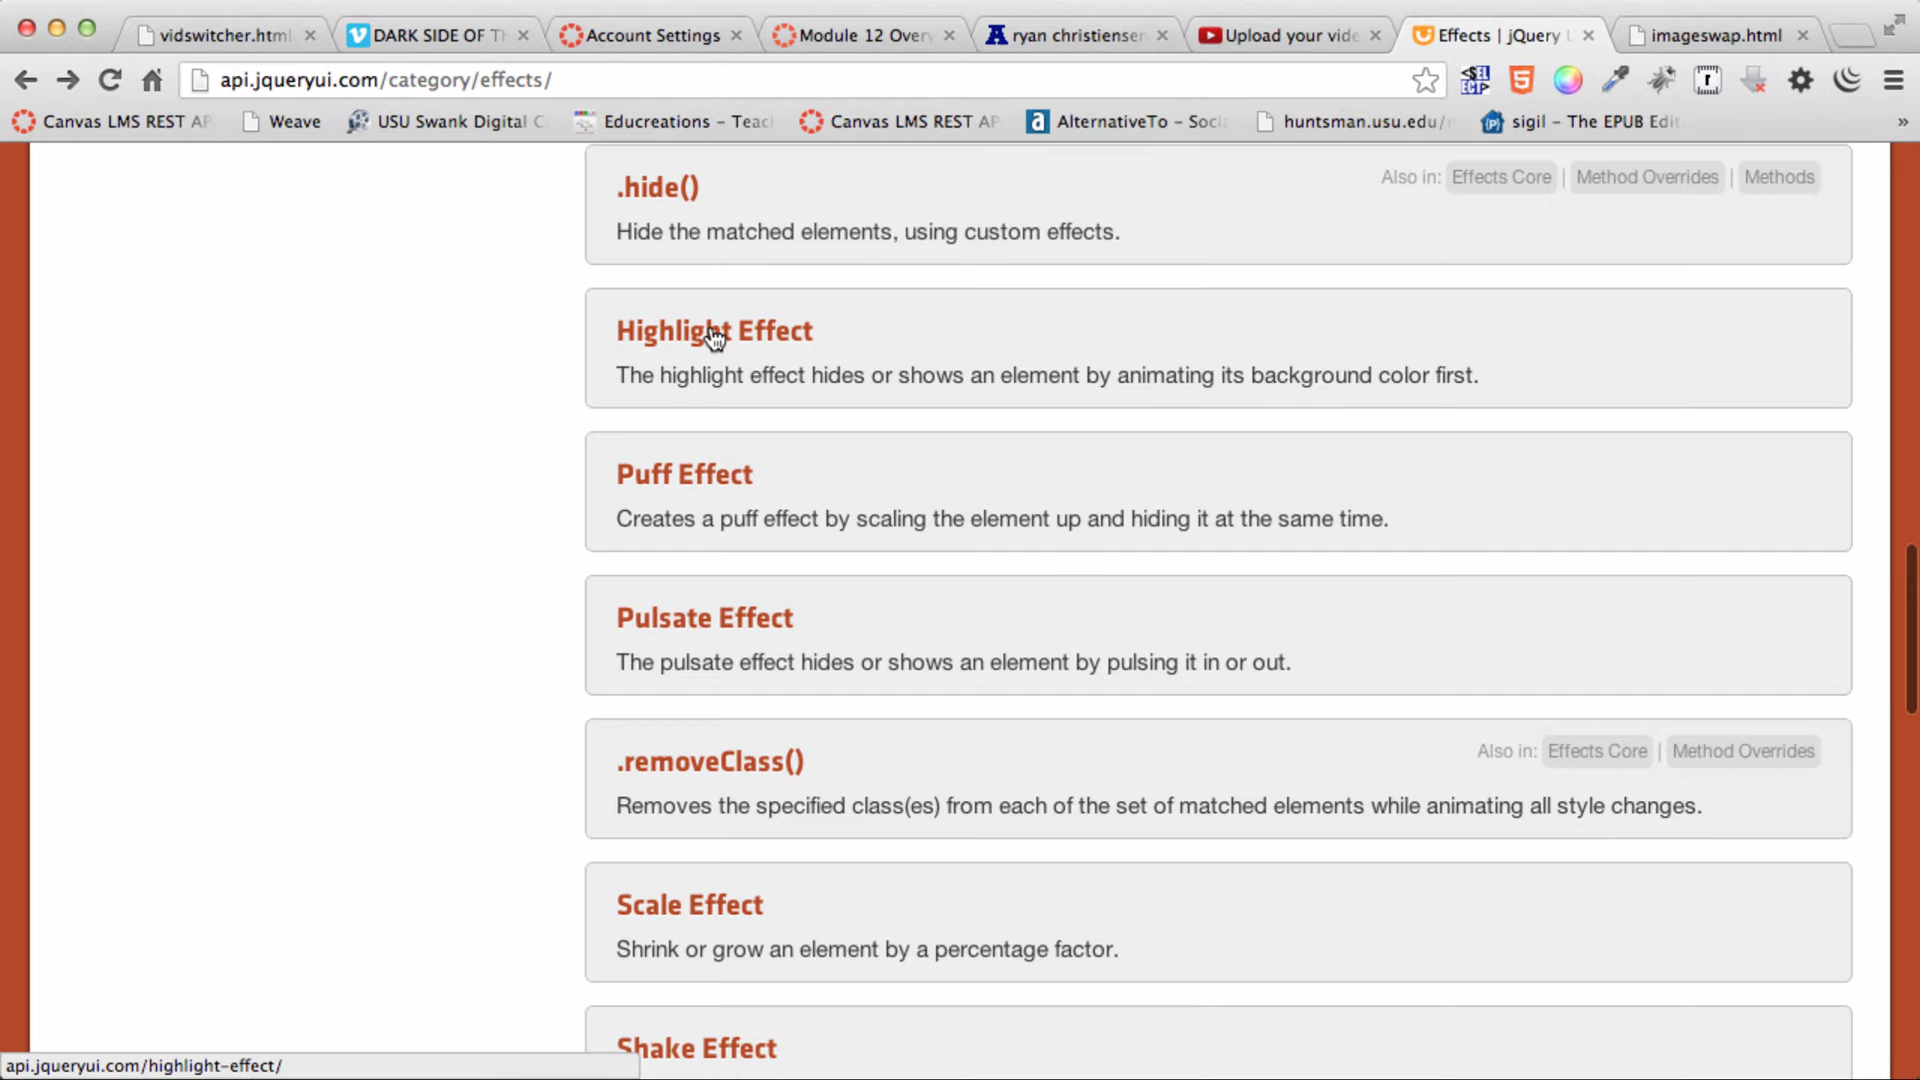 vidswitcher.html
DARK SIDE OF T
Account Settings
Module 12 Over
ryan christienser
Upload your vide
Effects | jQuery U
imageswap.html
api.jqueryui.com/category/effects/
Canvas LMS REST AP
Weave
USU Swank Digital C
Educreations – Teac
Canvas LMS REST AP
AlternativeTo – Soci
huntsman.usu.edu/
sigil – The EPUB Edit
»
.hide()
Also in: Effects Core | Method Overrides | Methods
Hide the matched elements, using custom effects.
Highlight Effect
The highlight effect hides or shows an element by animating its background color first.
Puff Effect
Creates a puff effect by scaling the element up and hiding it at the same time.
Pulsate Effect
The pulsate effect hides or shows an element by pulsing it in or out.
.removeClass()
Also in: Effects Core | Method Overrides
Removes the specified class(es) from each of the set of matched elements while animating all style changes.
Scale Effect
Shrink or grow an element by a percentage factor.
Shake Effect
api.jqueryui.com/highlight-effect/